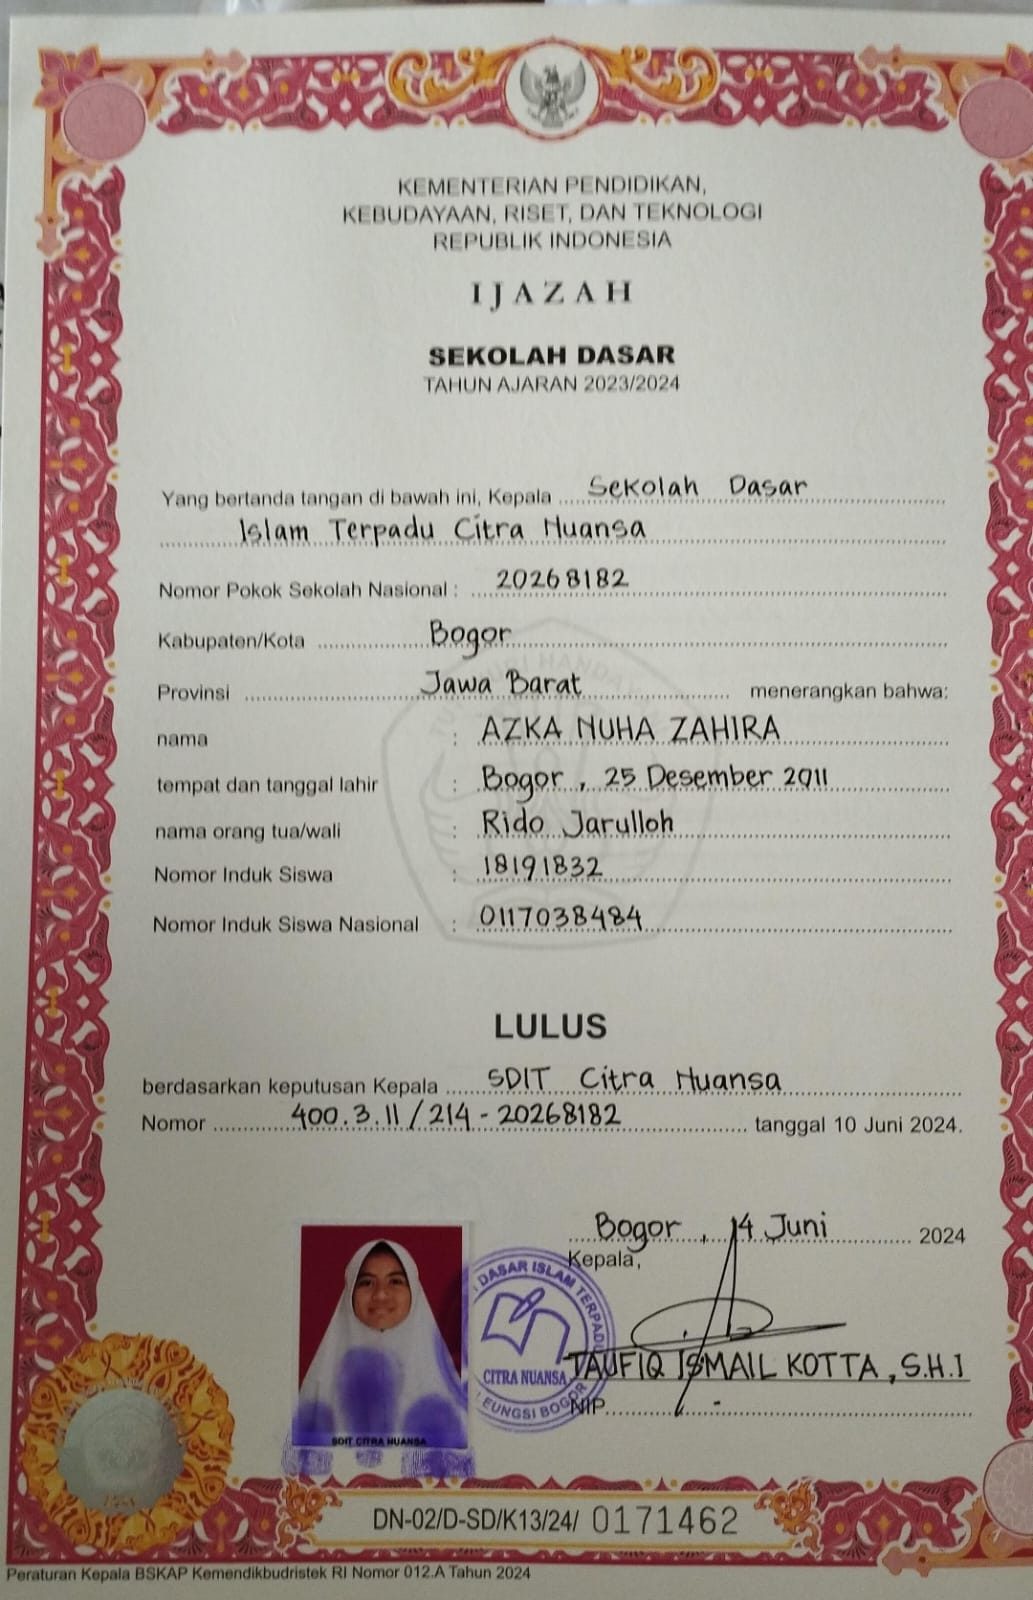 KEMENTERIAN PENDIDIKAN,
KEBUDAYAAN, RISET, DAN TEKNOLOGI
REPUBLIK INDONESIA
IJAZAH
SEKOLAH DASAR
TAHUN AJARAN 2023/2024
Yang bertanda tangan di bawah ini, Kepala Sekolah Dasar
Islam Terpadu Citra Nuansa
Nomor Pokok Sekolah Nasional : 20268182
Kabupaten/Kota Bogor
Provinsi Jawa Barat menerangkan bahwa:
nama : AZKA NUHA ZAHIRA
tempat dan tanggal lahir : Bogor, 25 Desember 2011
nama orang tua/wali : Rido Jarulloh
Nomor Induk Siswa : 18191832
Nomor Induk Siswa Nasional : 0117038484
LULUS
berdasarkan keputusan Kepala SDIT Citra Nuansa
Nomor 400.3.11/214-20268182 tanggal 10 Juni 2024.
Bogor, 14 Juni 2024
Kepala,
DASAR ISLAM TERPADU
CITRA NUANSA
EUNGSI BOGOR
TAUFIQ ISMAIL KOTTA, S.H.I
NIP. -
SDIT CITRA NUANSA
DN-02/D-SD/K13/24/ 0171462
Peraturan Kepala BSKAP Kemendikbudristek RI Nomor 012.A Tahun 2024